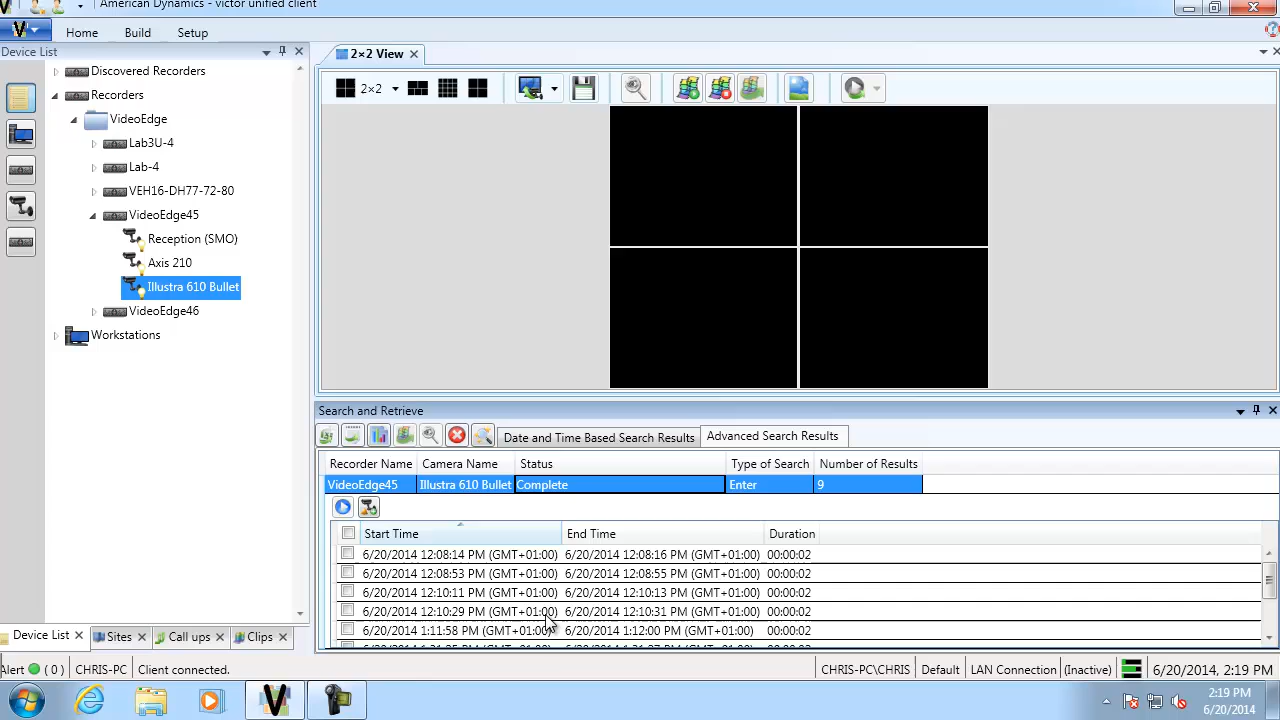 American Dynamics - victor unified client
Home Build Setup
Device List
2×2 View
2×2
Discovered Recorders
Recorders
VideoEdge
Lab3U-4
Lab-4
VEH16-DH77-72-80
VideoEdge45
Reception (SMO)
Axis 210
Illustra 610 Bullet
VideoEdge46
Workstations
Search and Retrieve
Date and Time Based Search Results Advanced Search Results
Recorder Name Camera Name Status Type of Search Number of Results
VideoEdge45 Illustra 610 Bullet Complete Enter 9
Start Time End Time Duration
6/20/2014 12:08:14 PM (GMT+01:00) 6/20/2014 12:08:16 PM (GMT+01:00) 00:00:02
6/20/2014 12:08:53 PM (GMT+01:00) 6/20/2014 12:08:55 PM (GMT+01:00) 00:00:02
6/20/2014 12:10:11 PM (GMT+01:00) 6/20/2014 12:10:13 PM (GMT+01:00) 00:00:02
6/20/2014 12:10:29 PM (GMT+01:00) 6/20/2014 12:10:31 PM (GMT+01:00) 00:00:02
6/20/2014 1:11:58 PM (GMT+01:00) 6/20/2014 1:12:00 PM (GMT+01:00) 00:00:02
Device List Sites Call ups Clips
Alert ( 0 ) CHRIS-PC Client connected. CHRIS-PC\CHRIS Default LAN Connection (Inactive) 6/20/2014, 2:19 PM
2:19 PM
6/20/2014